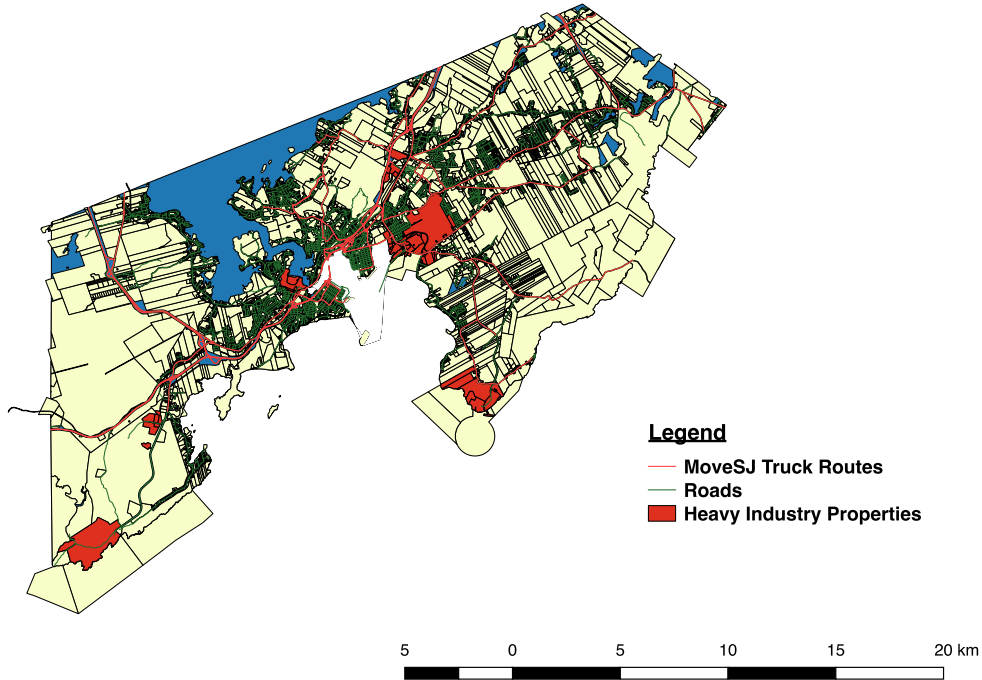 Legend
MoveSJ Truck Routes
Roads
Heavy Industry Properties
5 0 5 10 15 20 km